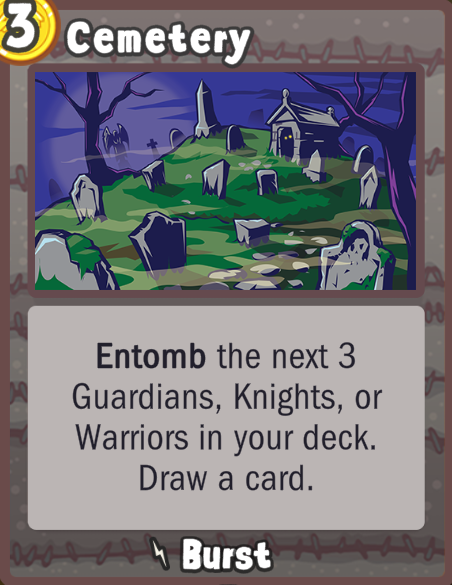 3
Cemetery
Entomb the next 3
Guardians, Knights, or
Warriors in your deck.
Draw a card.
Burst